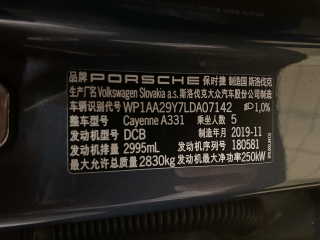 品牌 PORSCHE 保时捷 制造国 斯洛伐克
生产厂名 Volkswagen Slovakia a.s. 斯洛伐克大众汽车股份公司制造
车辆识别代号 WP1AA29Y7LDA07142 1,0%
整车型号 Cayenne A331 乘坐人数 5
发动机型号 DCB 制造年月 2019-11
发动机排量 2995mL 发动机号 180581
最大允许总质量 2830kg 发动机最大净功率 250kW